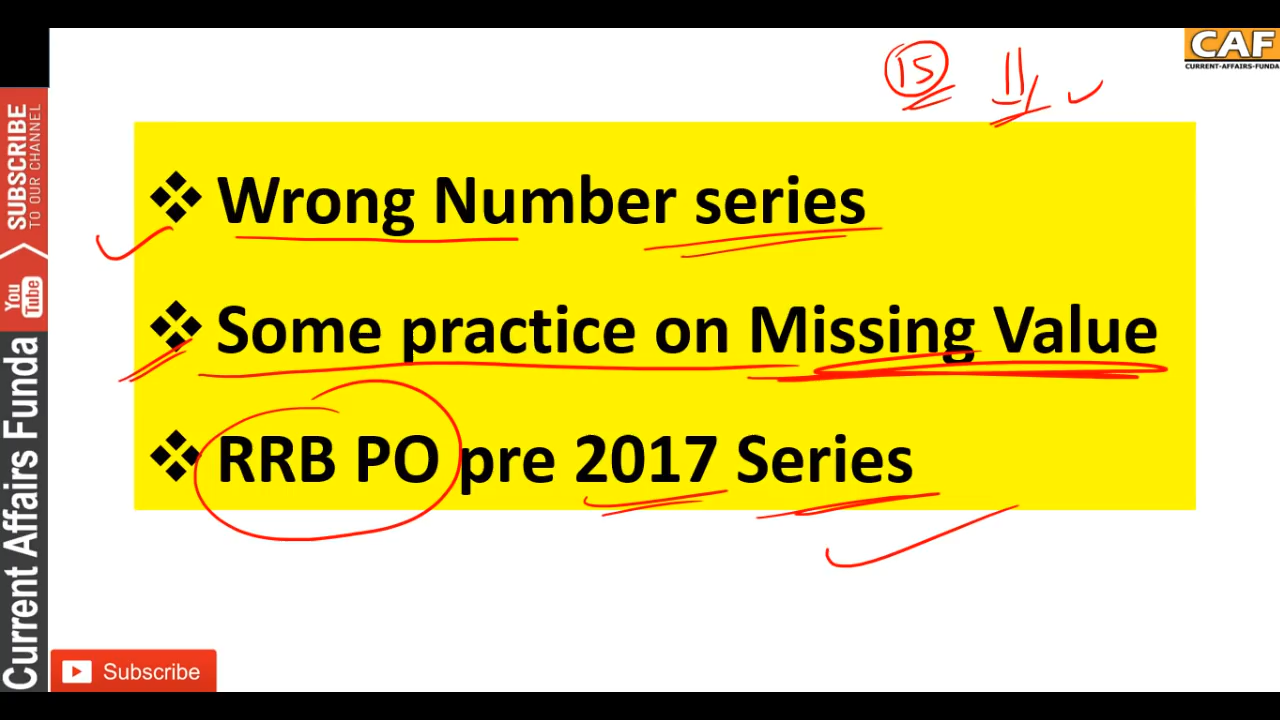 CAF
CURRENT-AFFAIRS-FUNDA
15 11
❖ Wrong Number series
❖ Some practice on Missing Value
❖ RRB PO pre 2017 Series
SUBSCRIBE
TO OUR CHANNEL
You
Tube
Current Affairs Funda
Subscribe